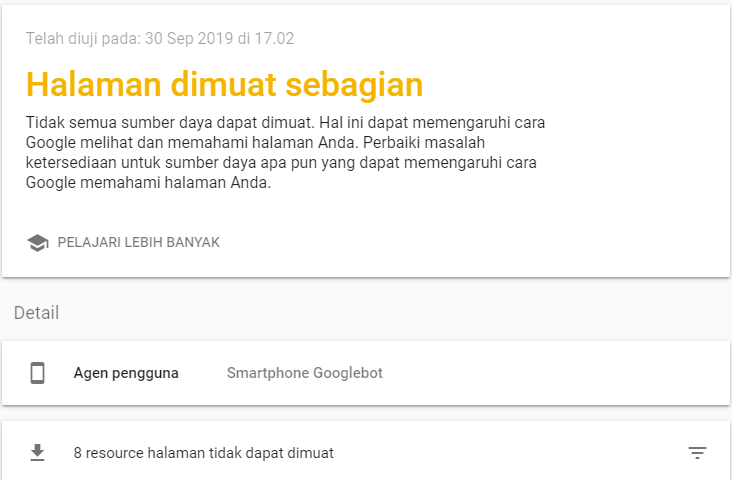 Telah diuji pada: 30 Sep 2019 di 17.02
Halaman dimuat sebagian
Tidak semua sumber daya dapat dimuat. Hal ini dapat memengaruhi cara
Google melihat dan memahami halaman Anda. Perbaiki masalah
ketersediaan untuk sumber daya apa pun yang dapat memengaruhi cara
Google memahami halaman Anda.
PELAJARI LEBIH BANYAK
Detail
Agen pengguna Smartphone Googlebot
8 resource halaman tidak dapat dimuat